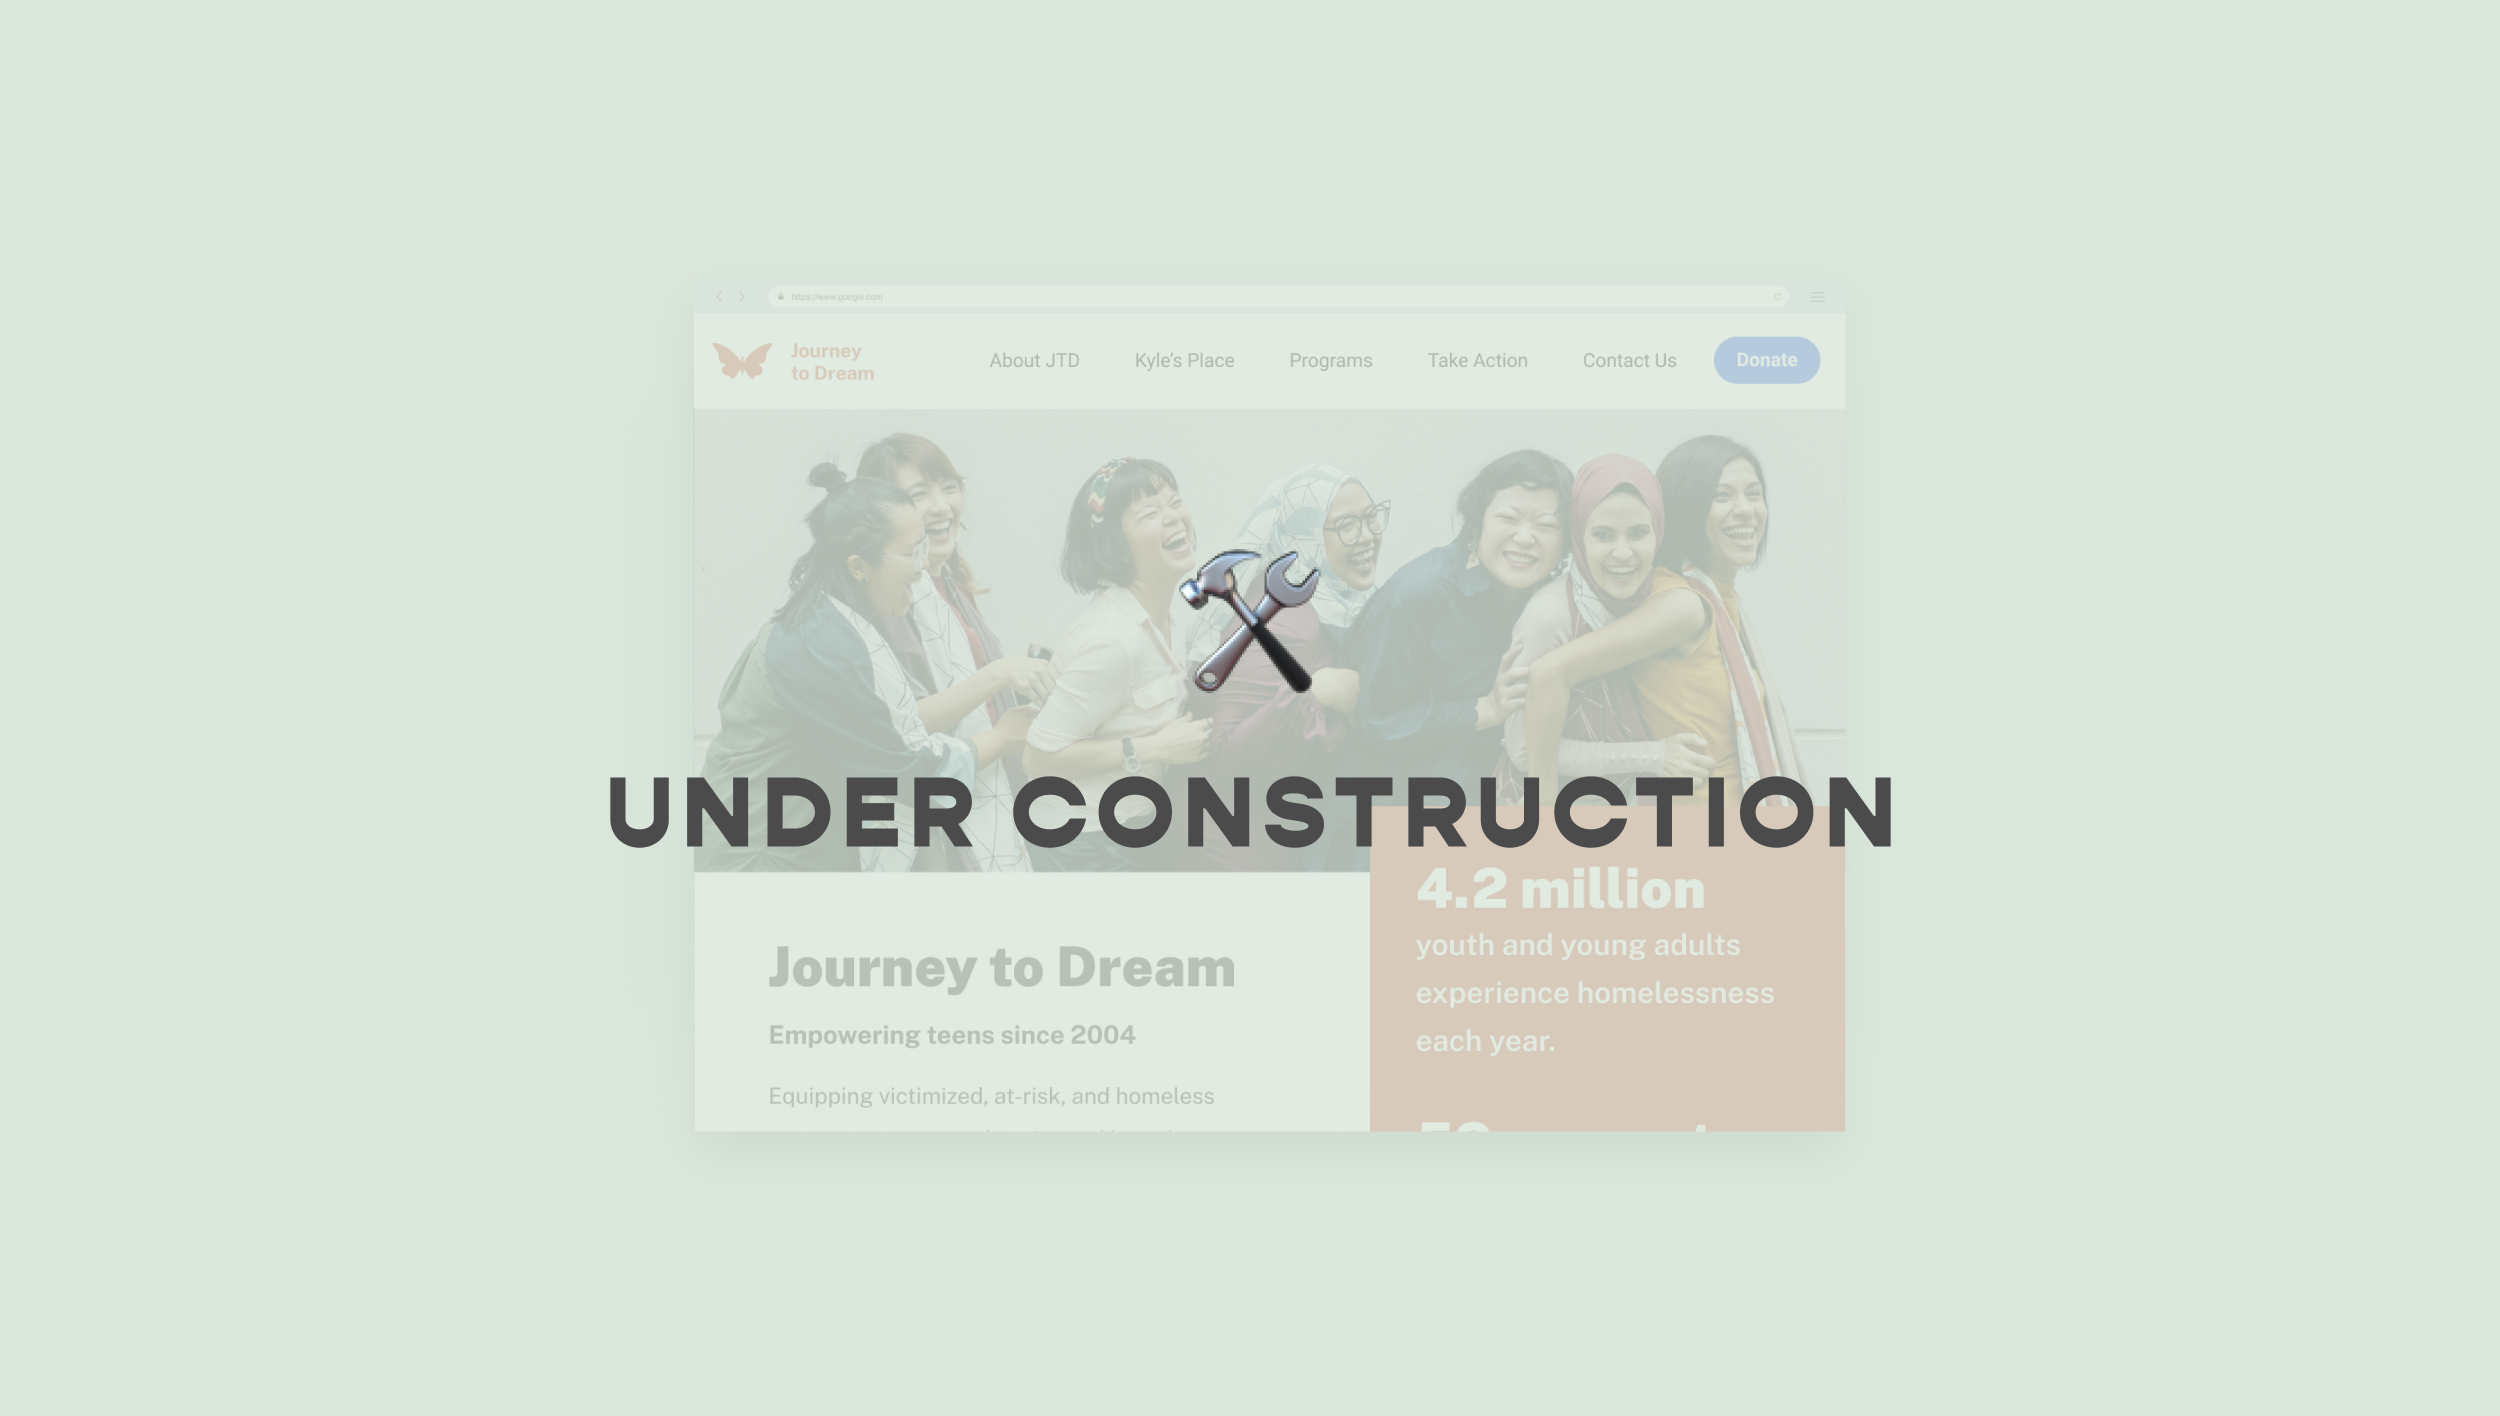 https://www.google.com
Journey
to Dream
About JTD
Kyle's Place
Programs
Take Action
Contact Us
Donate
UNDER CONSTRUCTION
4.2 million
youth and young adults
experience homelessness
each year.
Journey to Dream
Empowering teens since 2004
Equipping victimized, at-risk, and homeless